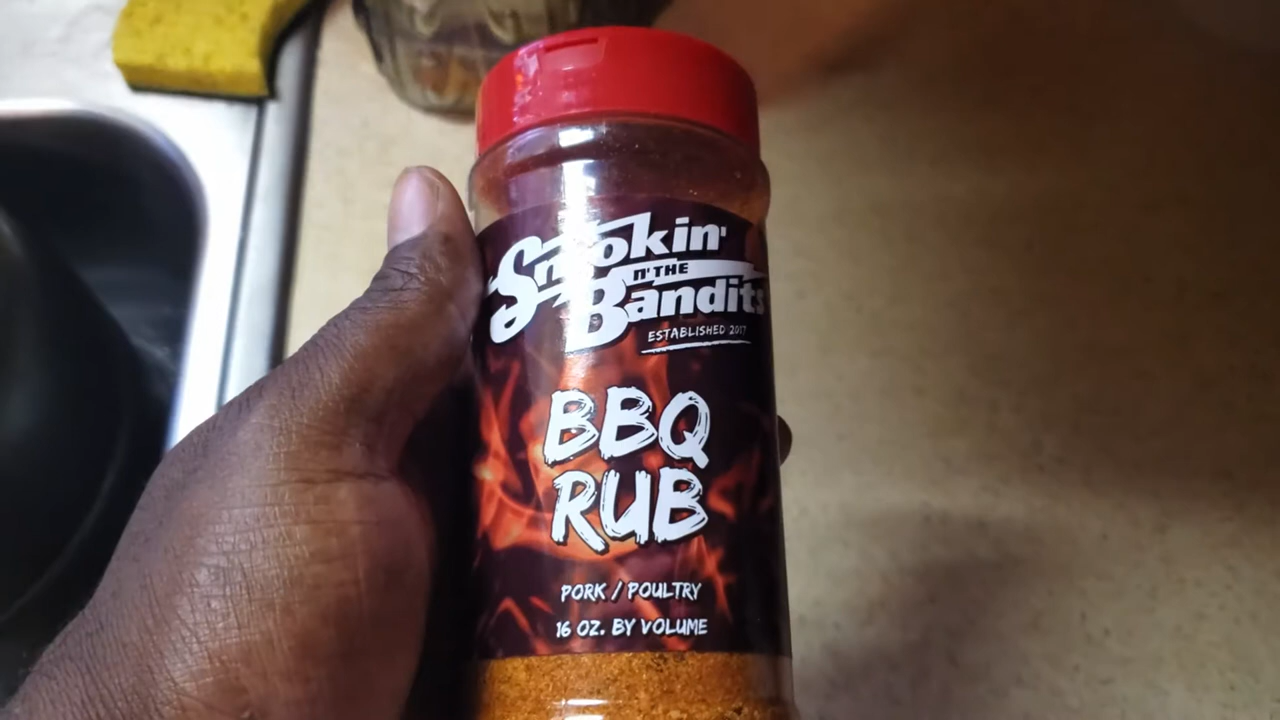 Smokin'
n' THE
Bandits
ESTABLISHED 2017
BBQ
RUB
PORK / POULTRY
16 OZ. BY VOLUME